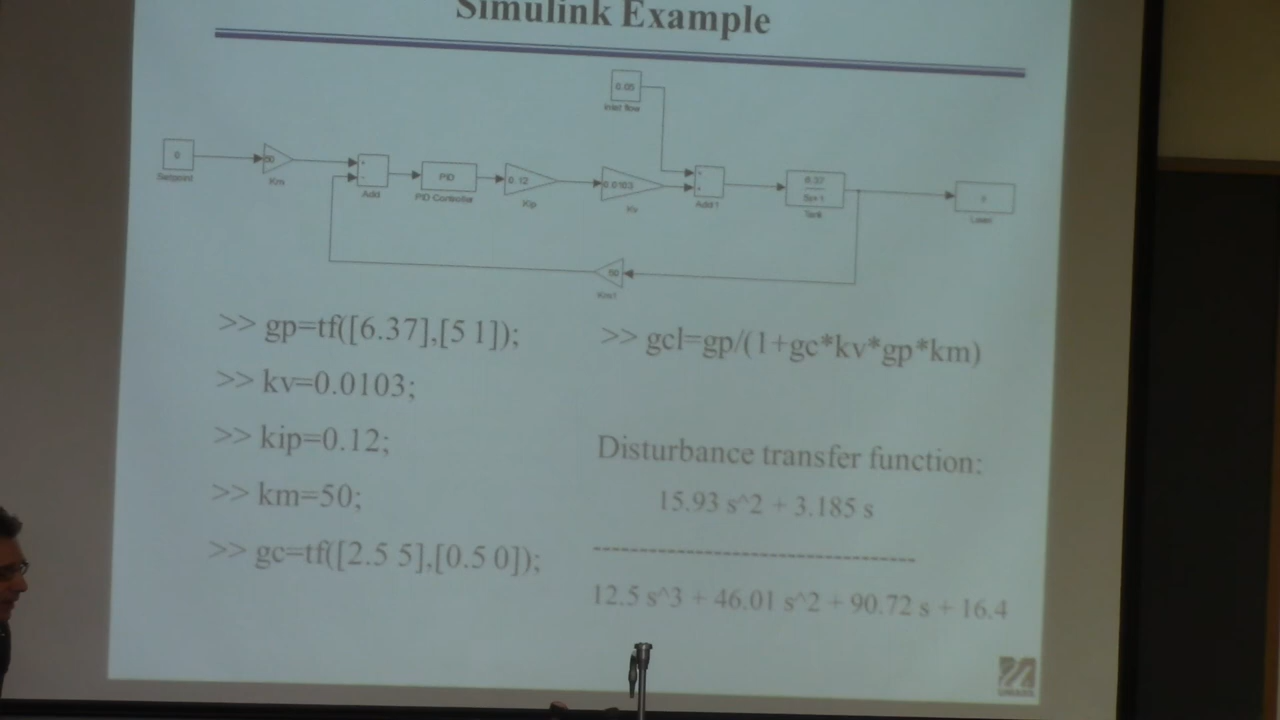 Simulink Example
0.05
Inlet flow
0
Setpoint
50
Km
Add
PID
PID Controller
0.12
Kip
0.0103
Kv
Add1
6.37
5s+1
Tank
Level
50
Km1
>> gp=tf([6.37],[5 1]);
>> kv=0.0103;
>> kip=0.12;
>> km=50;
>> gc=tf([2.5 5],[0.5 0]);
>> gcl=gp/(1+gc*kv*gp*km)
Disturbance transfer function:
15.93 s^2 + 3.185 s
-----------------------------------
12.5 s^3 + 46.01 s^2 + 90.72 s + 16.4